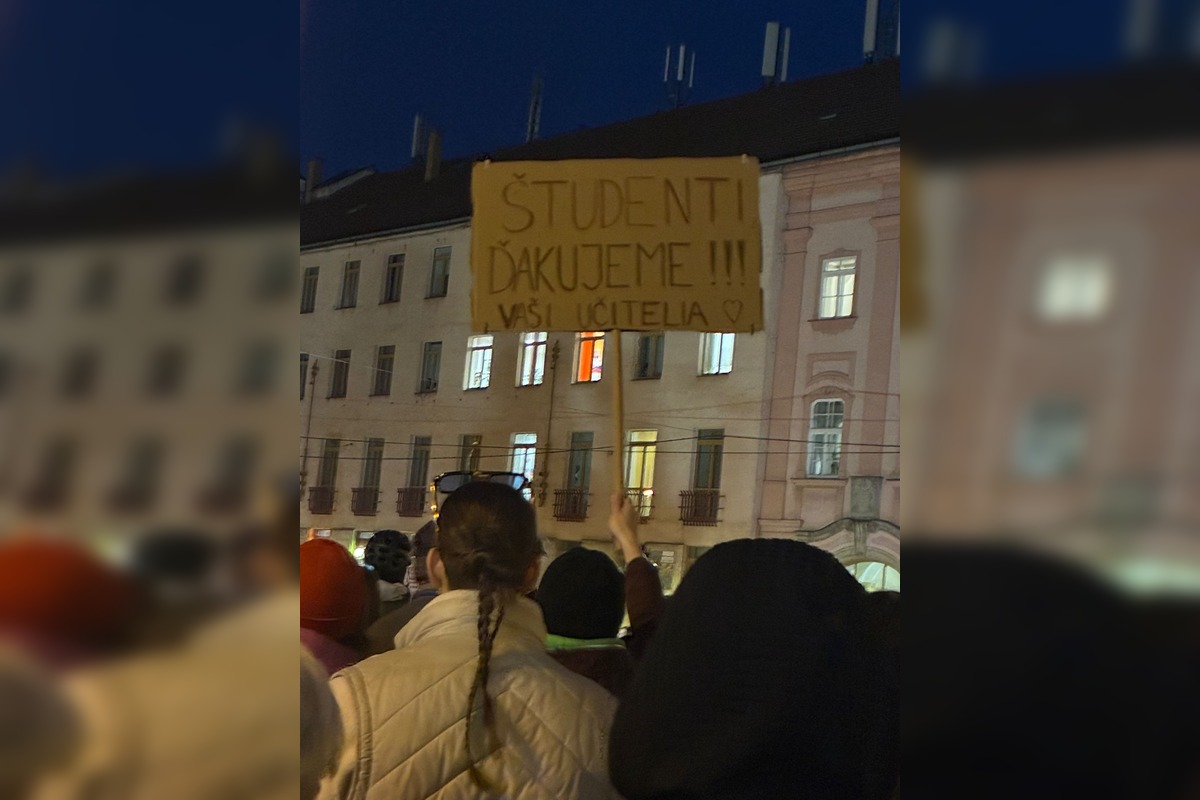 ŠTUDENTI
ĎAKUJEME !!!
VAŠI UČITELIA ♡